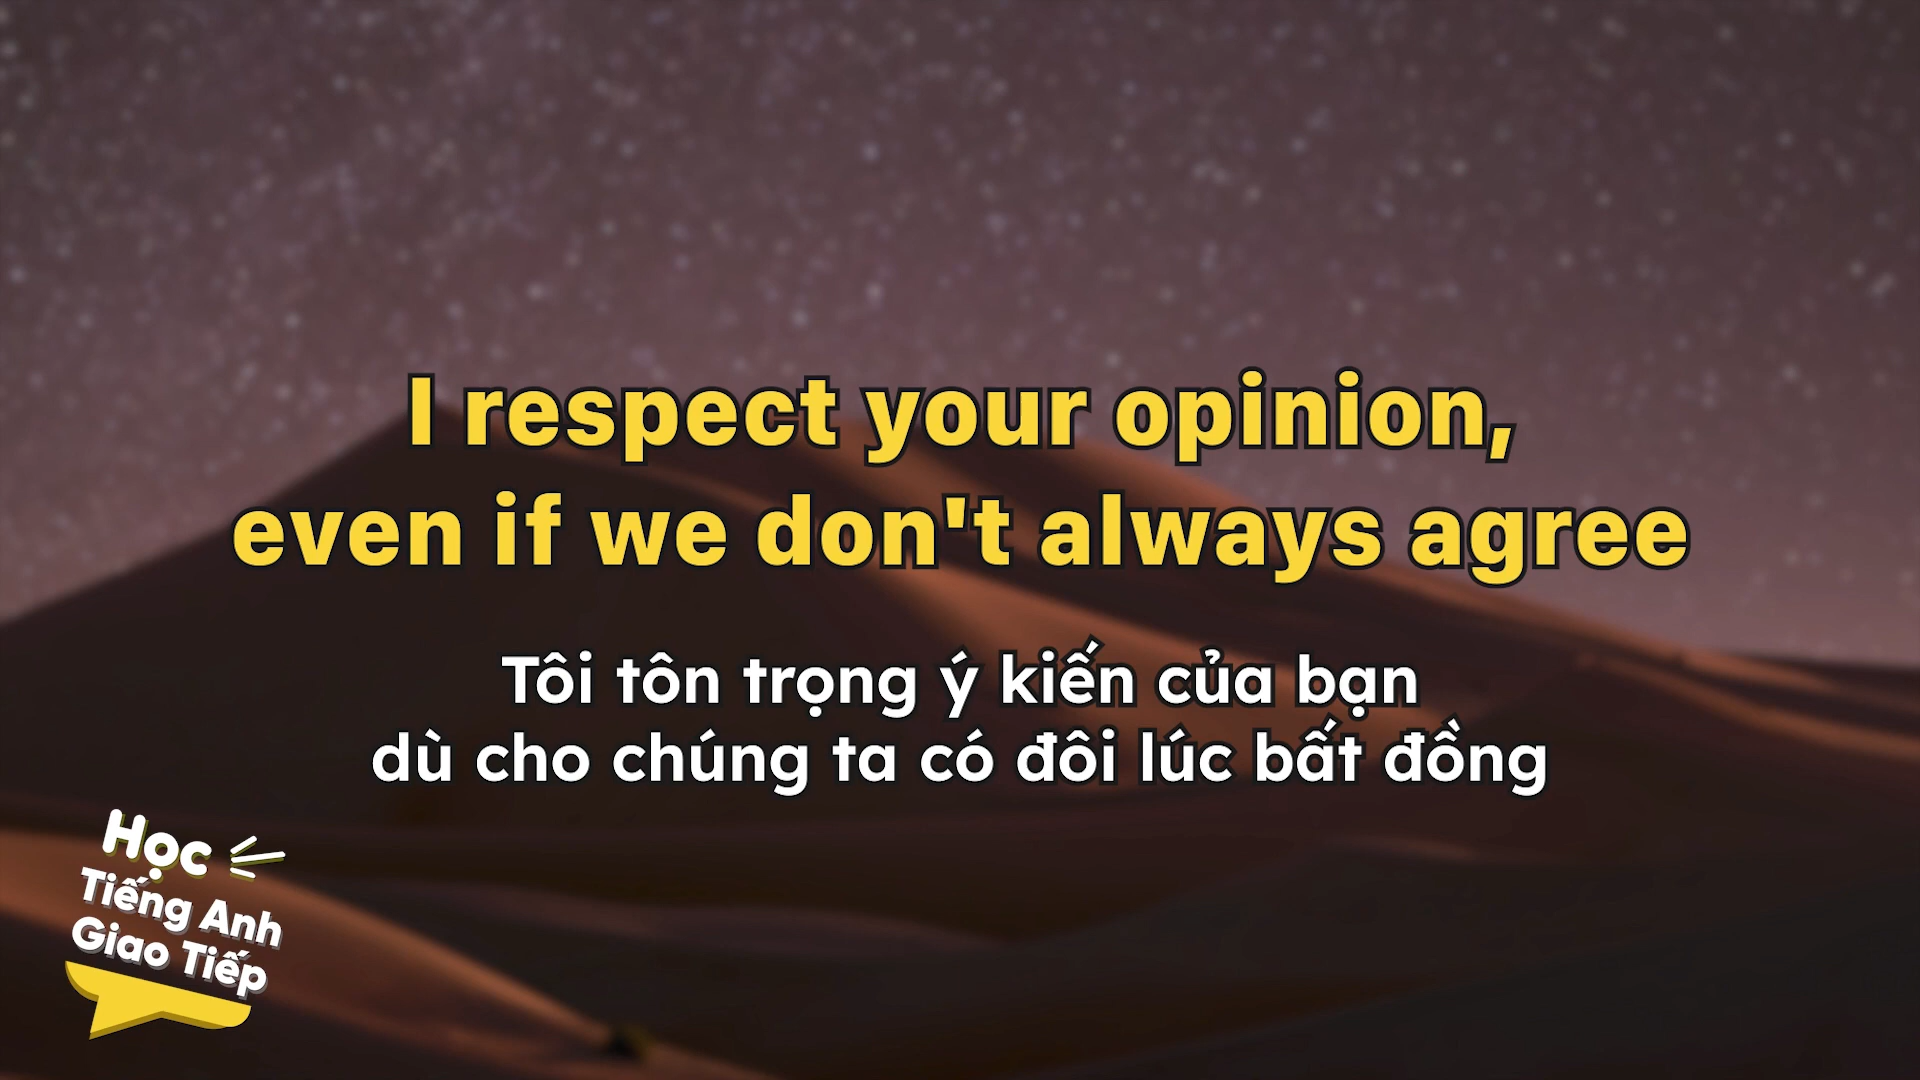 I respect your opinion,
even if we don't always agree
Tôi tôn trọng ý kiến của bạn
dù cho chúng ta có đôi lúc bất đồng
Học
Tiếng Anh
Giao Tiếp